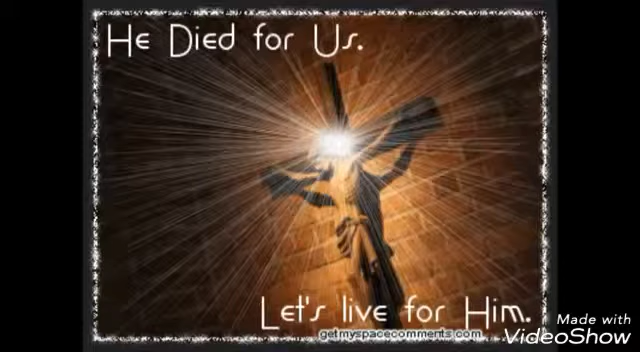 He Died for Us.
Let's live for Him.
getmyspacecomments.com
Made with
VideoShow